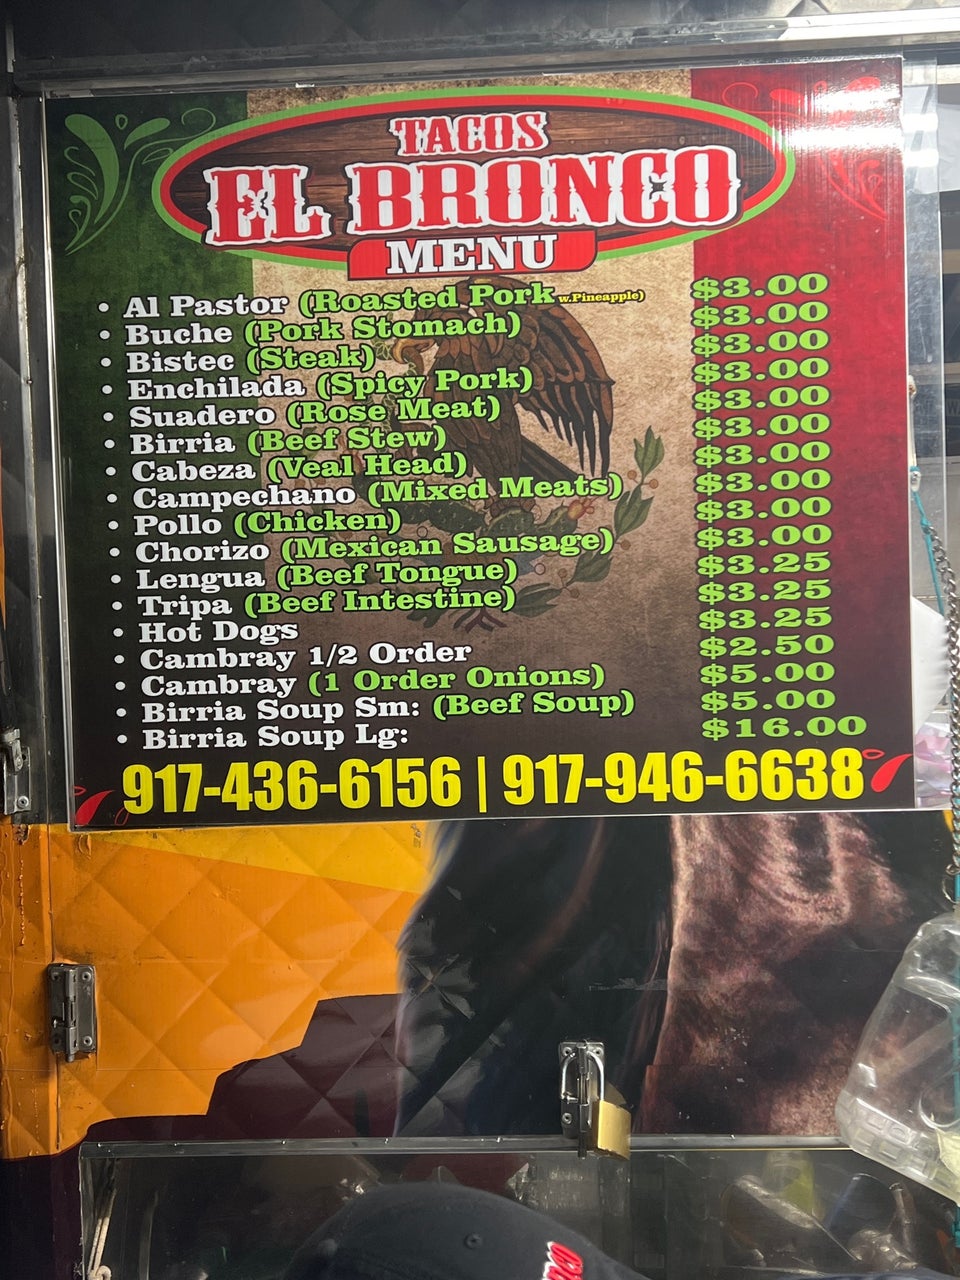 TACOS
EL BRONCO
MENU
• Al Pastor (Roasted Pork w.Pineapple) $3.00
• Buche (Pork Stomach) $3.00
• Bistec (Steak) $3.00
• Enchilada (Spicy Pork) $3.00
• Suadero (Rose Meat) $3.00
• Birria (Beef Stew) $3.00
• Cabeza (Veal Head) $3.00
• Campechano (Mixed Meats) $3.00
• Pollo (Chicken) $3.00
• Chorizo (Mexican Sausage) $3.00
• Lengua (Beef Tongue) $3.25
• Tripa (Beef Intestine) $3.25
• Hot Dogs $3.25
• Cambray 1/2 Order $2.50
• Cambray (1 Order Onions) $5.00
• Birria Soup Sm: (Beef Soup) $5.00
• Birria Soup Lg: $16.00
917-436-6156 | 917-946-6638